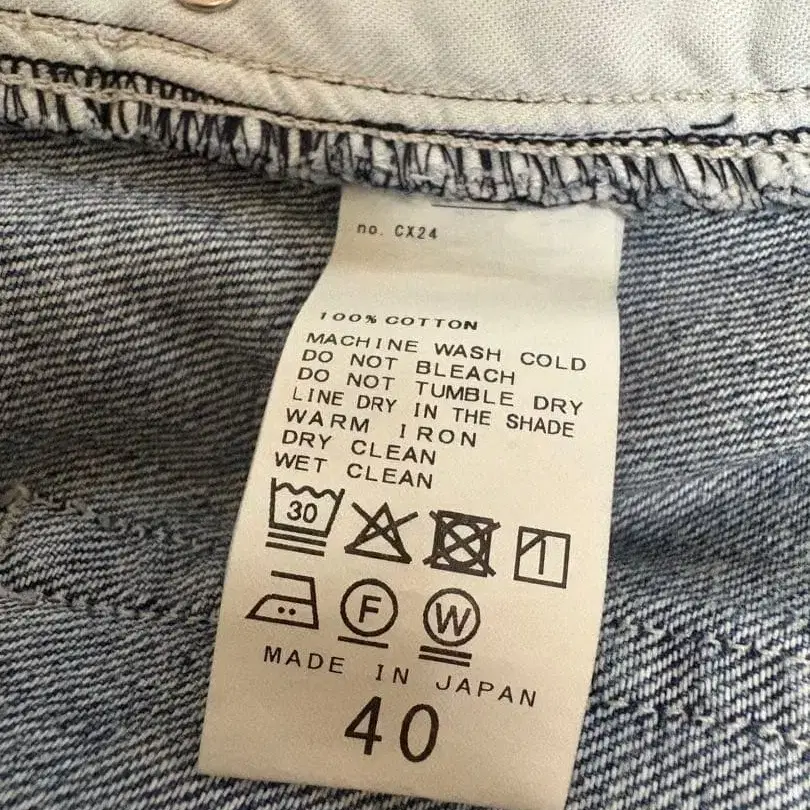 no. CX24
100% COTTON
MACHINE WASH COLD
DO NOT BLEACH
DO NOT TUMBLE DRY
LINE DRY IN THE SHADE
WARM IRON
DRY CLEAN
WET CLEAN
30
F W
MADE IN JAPAN
40